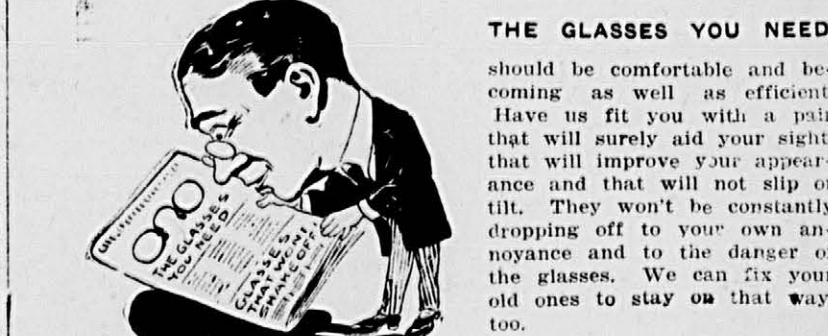 THE GLASSES YOU NEED
should be comfortable and be-
coming as well as efficient.
Have us fit you with a pair
that will surely aid your sight,
that will improve your appear-
ance and that will not slip or
tilt. They won't be constantly
dropping off to your own an-
noyance and to the danger of
the glasses. We can fix your
old ones to stay on that way,
too.
THE GLASSES
YOU NEED
GLASSES
THAT WON'T
SHAKE OFF